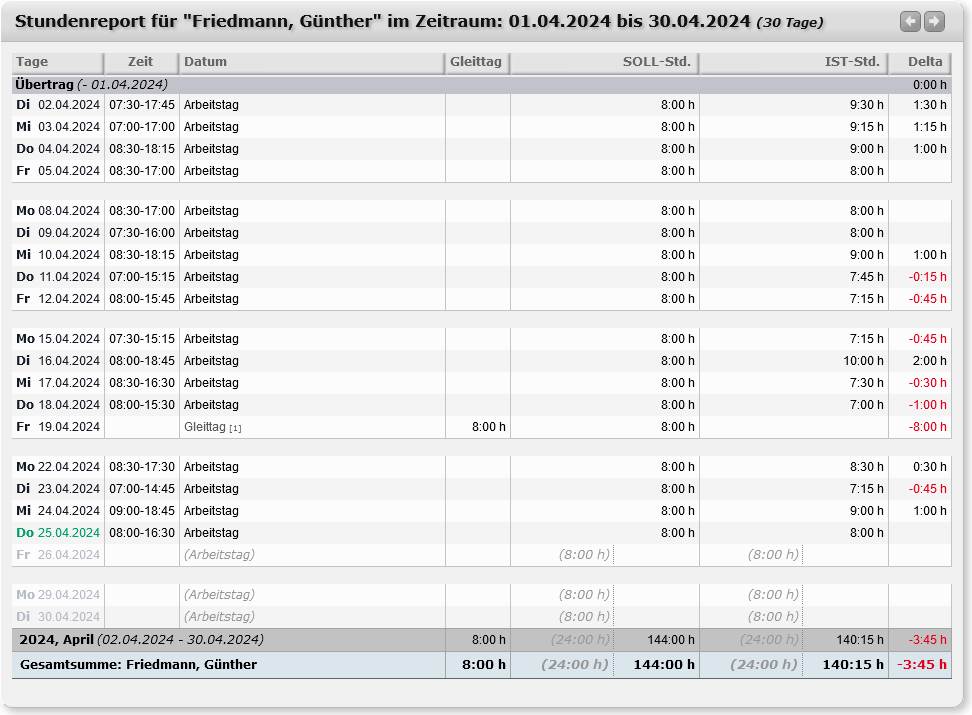 Stundenreport für "Friedmann, Günther" im Zeitraum: 01.04.2024 bis 30.04.2024 (30 Tage)
Tage Zeit Datum Gleittag SOLL-Std. IST-Std. Delta
Übertrag (- 01.04.2024) 0:00 h
Di 02.04.2024 07:30-17:45 Arbeitstag 8:00 h 9:30 h 1:30 h
Mi 03.04.2024 07:00-17:00 Arbeitstag 8:00 h 9:15 h 1:15 h
Do 04.04.2024 08:30-18:15 Arbeitstag 8:00 h 9:00 h 1:00 h
Fr 05.04.2024 08:30-17:00 Arbeitstag 8:00 h 8:00 h
Mo 08.04.2024 08:30-17:00 Arbeitstag 8:00 h 8:00 h
Di 09.04.2024 07:30-16:00 Arbeitstag 8:00 h 8:00 h
Mi 10.04.2024 08:30-18:15 Arbeitstag 8:00 h 9:00 h 1:00 h
Do 11.04.2024 07:00-15:15 Arbeitstag 8:00 h 7:45 h -0:15 h
Fr 12.04.2024 08:00-15:45 Arbeitstag 8:00 h 7:15 h -0:45 h
Mo 15.04.2024 07:30-15:15 Arbeitstag 8:00 h 7:15 h -0:45 h
Di 16.04.2024 08:00-18:45 Arbeitstag 8:00 h 10:00 h 2:00 h
Mi 17.04.2024 08:30-16:30 Arbeitstag 8:00 h 7:30 h -0:30 h
Do 18.04.2024 08:00-15:30 Arbeitstag 8:00 h 7:00 h -1:00 h
Fr 19.04.2024 Gleittag [1] 8:00 h 8:00 h -8:00 h
Mo 22.04.2024 08:30-17:30 Arbeitstag 8:00 h 8:30 h 0:30 h
Di 23.04.2024 07:00-14:45 Arbeitstag 8:00 h 7:15 h -0:45 h
Mi 24.04.2024 09:00-18:45 Arbeitstag 8:00 h 9:00 h 1:00 h
Do 25.04.2024 08:00-16:30 Arbeitstag 8:00 h 8:00 h
Fr 26.04.2024 (Arbeitstag) (8:00 h) (8:00 h)
Mo 29.04.2024 (Arbeitstag) (8:00 h) (8:00 h)
Di 30.04.2024 (Arbeitstag) (8:00 h) (8:00 h)
2024, April (02.04.2024 - 30.04.2024) 8:00 h (24:00 h) 144:00 h (24:00 h) 140:15 h -3:45 h
Gesamtsumme: Friedmann, Günther 8:00 h (24:00 h) 144:00 h (24:00 h) 140:15 h -3:45 h